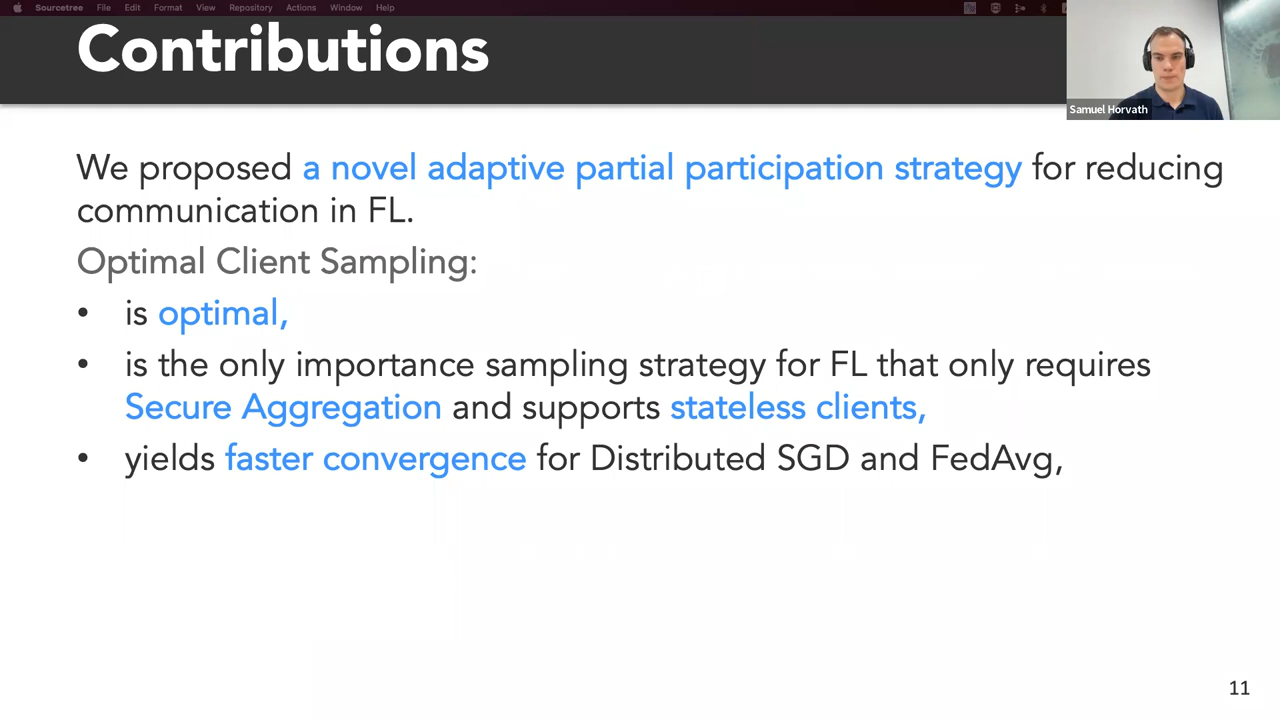 Sourcetree File Edit Format View Repository Actions Window Help
Contributions
Samuel Horvath
We proposed a novel adaptive partial participation strategy for reducing
communication in FL.
Optimal Client Sampling:
• is optimal,
• is the only importance sampling strategy for FL that only requires
Secure Aggregation and supports stateless clients,
• yields faster convergence for Distributed SGD and FedAvg,
11